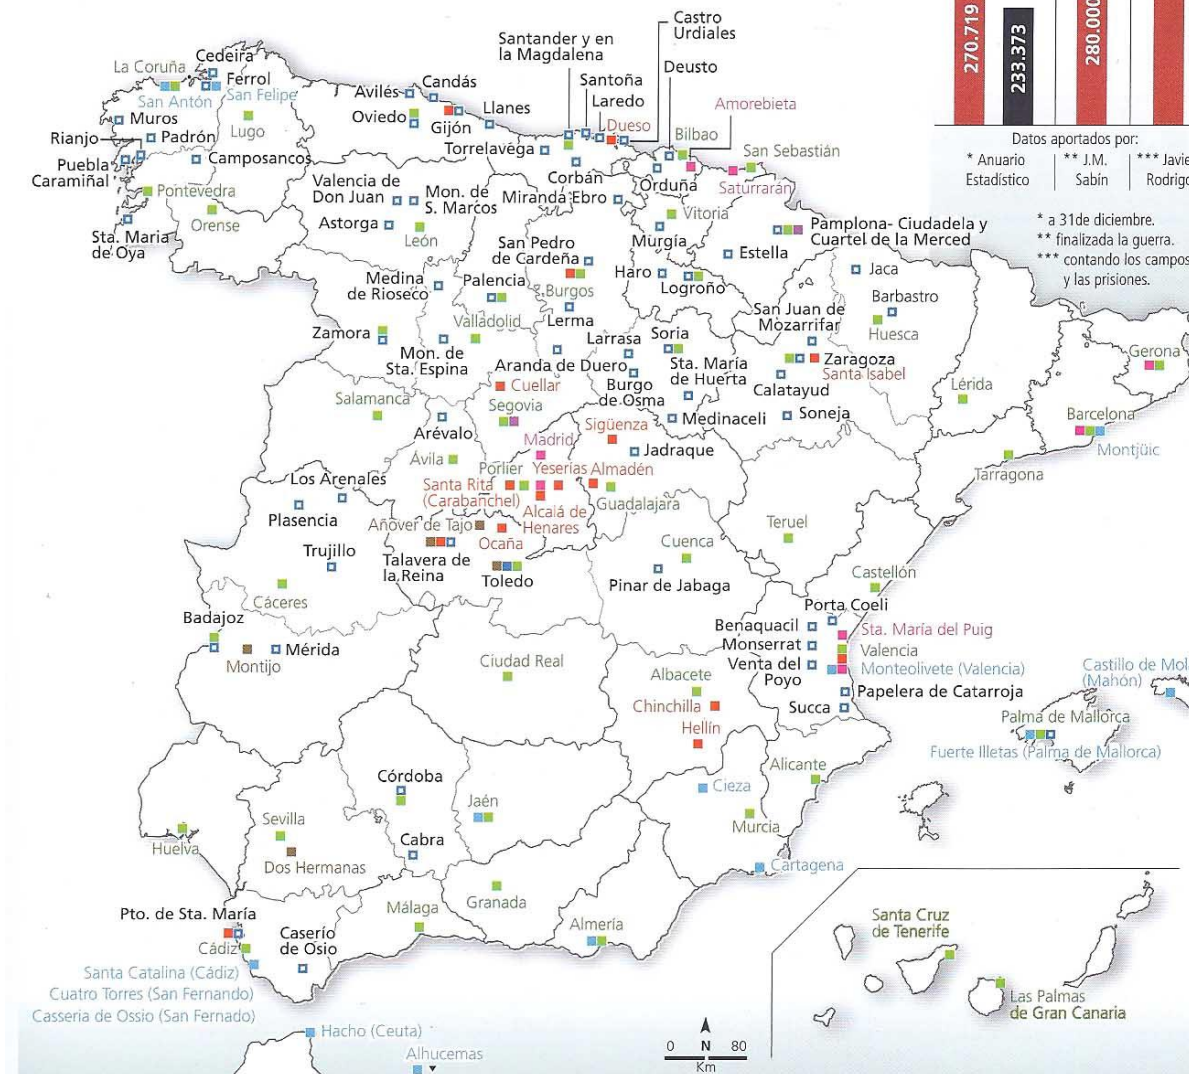 270.719
233.373
280.000
Datos aportados por:
* Anuario
Estadístico
** J.M.
Sabín
*** Javie
Rodrigo
* a 31de diciembre.
** finalizada la guerra.
*** contando los campos
y las prisiones.
Castro
Urdiales
Santander y en
la Magdalena
Deusto
Cedeira
La Coruña
Ferrol
San Antón
San Felipe
Candás
Avilés
Santoña
Laredo
Amorebieta
Llanes
Muros
Lugo
Oviedo
Gijón
Dueso
Bilbao
Rianjo
Padrón
Torrelavega
San Sebastián
Puebla
Caramiñal
Camposancos
Corbán
Orduña
Saturrarán
Pontevedra
Valencia de
Don Juan
Mon. de
S. Marcos
Miranda Ebro
Orense
Vitoria
Sta. Maria
de Oya
Astorga
León
San Pedro
de Cardeña
Murgía
Pamplona- Ciudadela y
Cuartel de la Merced
Estella
Medina
de Rioseco
Palencia
Burgos
Haro
Logroño
Jaca
Zamora
Valladolid
Lerma
San Juan de
Mozarrifar
Barbastro
Huesca
Mon. de
Sta. Espina
Larrasa
Soria
Gerona
Aranda de Duero
Sta. María
de Huerta
Zaragoza
Santa Isabel
Cuellar
Burgo
de Osma
Calatayud
Lérida
Salamanca
Segovia
Medinaceli
Soneja
Barcelona
Montjüic
Arévalo
Madrid
Sigüenza
Jadraque
Ávila
Porlier
Yeserías
Almadén
Tarragona
Los Arenales
Santa Rita
(Carabanchel)
Guadalajara
Plasencia
Añover de Tajo
Alcalá de
Henares
Teruel
Trujillo
Ocaña
Cuenca
Talavera de
la Reina
Toledo
Pinar de Jabaga
Castellón
Cáceres
Badajoz
Porta Coeli
Benaquacil
Sta. María del Puig
Mérida
Monserrat
Valencia
Montijo
Ciudad Real
Venta del
Poyo
Monteolivete (Valencia)
Castillo de Mol
(Mahón)
Albacete
Papelera de Catarroja
Chinchilla
Succa
Palma de Mallorca
Hellín
Fuerte Illetas (Palma de Mallorca)
Córdoba
Alicante
Cieza
Jaén
Sevilla
Murcia
Huelva
Cabra
Dos Hermanas
Cartagena
Granada
Pto. de Sta. María
Málaga
Almería
Santa Cruz
de Tenerife
Caserío
de Osio
Cádiz
Santa Catalina (Cádiz)
Cuatro Torres (San Fernando)
Casseria de Ossio (San Fernado)
Las Palmas
de Gran Canaria
Hacho (Ceuta)
Alhucemas
0 N 80
Km